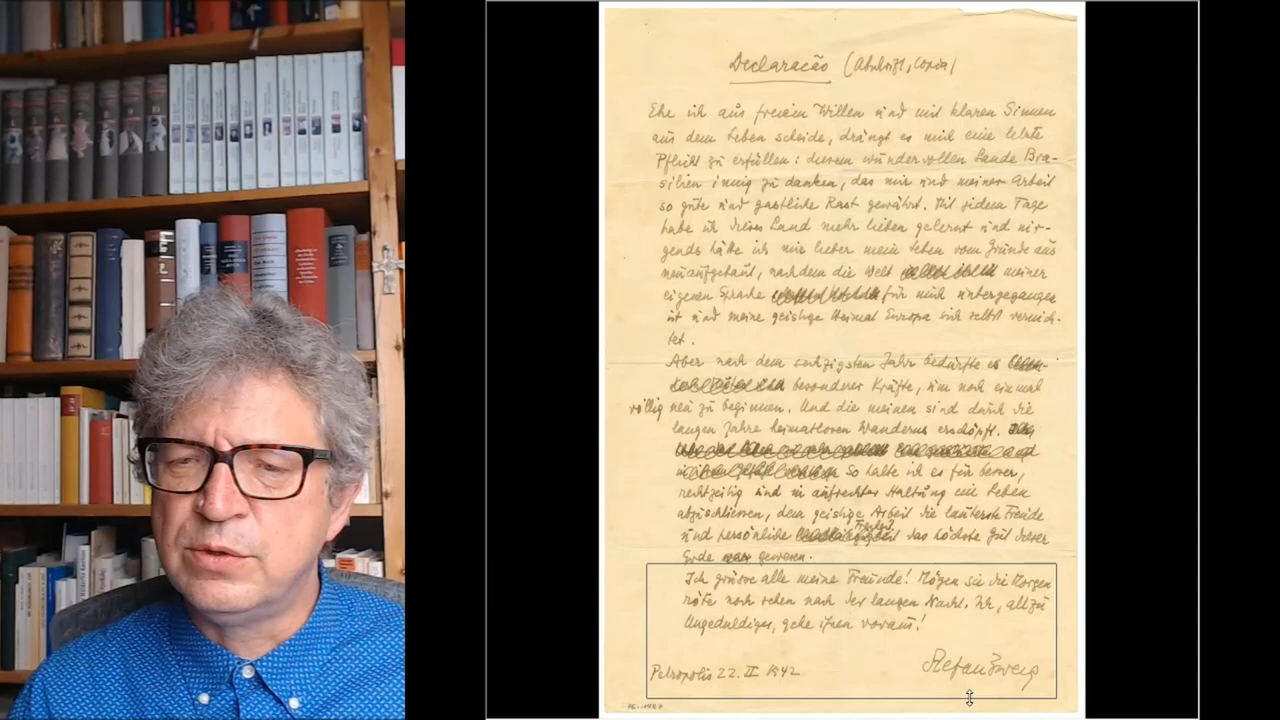 Declaracão (Abschrift, Copia)
Ehe ich aus freiem Willen und mit klaren Sinnen
aus dem Leben scheide, drängt es mich eine letzte
Pflicht zu erfüllen: diesem wundervollen Lande Bra-
silien innig zu danken, das mir und meiner Arbeit
so gute und gastliche Rast gewährt. Mit jedem Tage
habe ich dieses Land mehr lieben gelernt und nir-
gends hätte ich mir lieber mein Leben vom Grunde aus
neu aufgebaut, nachdem die Welt meiner
eigenen Sprache für mich untergegangen
ist und meine geistige Heimat Europa sich selbst vernich-
tet.
Aber nach dem sechzigsten Jahr bedürfte es
besonderer Kräfte, um noch einmal
völlig neu zu beginnen. Und die meinen sind durch die
langen Jahre heimatlosen Wanderns erschöpft.
So halte ich es für besser,
rechtzeitig und in aufrechter Haltung ein Leben
abzuschliessen, dem geistige Arbeit die lauterste Freude
und persönliche Freiheit das höchste Gut dieser
Erde gewesen.
Ich grüsse alle meine Freunde! Mögen sie die Morgen
röte noch sehen nach der langen Nacht. Ich, allzu
Ungeduldiger, gehe ihnen voraus!
Stefan Zweig
Petropolis 22. II 1942